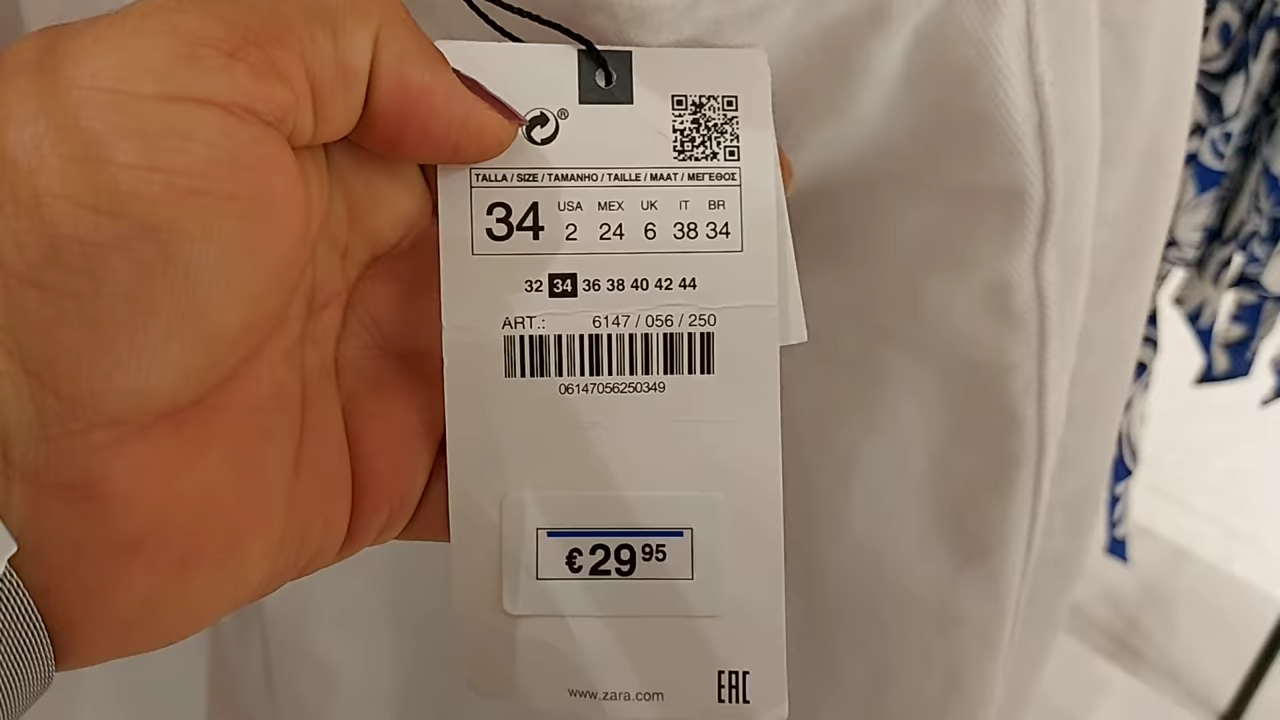 ®
TALLA / SIZE / TAMANHO / TAILLE / MAAT / ΜΕΓΕΘΟΣ
34 USA MEX UK IT BR
2 24 6 38 34
32 34 36 38 40 42 44
ART.: 6147 / 056 / 250
06147056250349
€29 95
www.zara.com
EAC